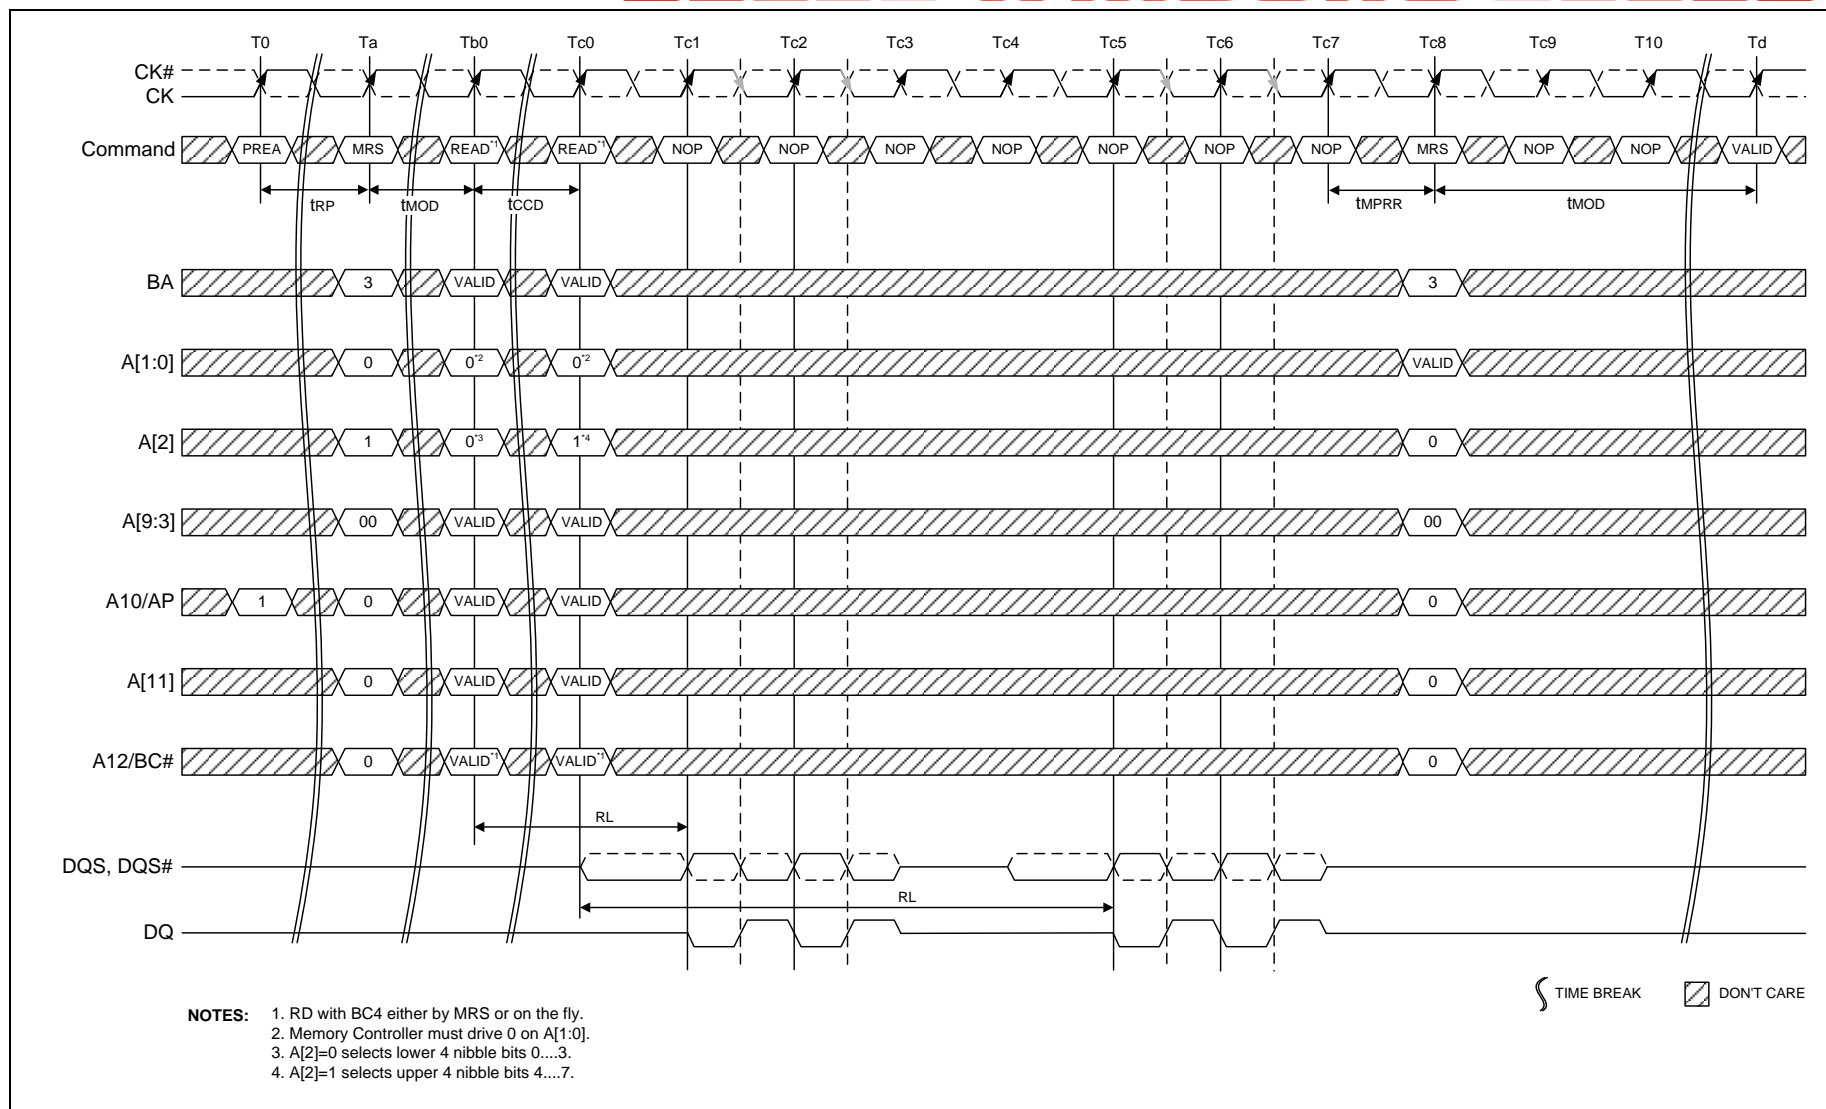 T0 Ta Tb0 Tc0 Tc1 Tc2 Tc3 Tc4 Tc5 Tc6 Tc7 Tc8 Tc9 T10 Td
CK#
CK
Command PREA MRS READ*1 READ*1 NOP NOP NOP NOP NOP NOP NOP MRS NOP NOP VALID
tRP tMOD tCCD tMPRR tMOD
BA 3 VALID VALID 3
A[1:0] 0*2 0*2 0 VALID
A[2] 1 0*3 1*4 0
A[9:3] 00 VALID VALID 00
A10/AP 1 0 VALID VALID 0
A[11] 0 VALID VALID 0
A12/BC# 0 VALID*1 VALID*1 0
RL
DQS, DQS#
RL
DQ
TIME BREAK DON'T CARE
NOTES: 1. RD with BC4 either by MRS or on the fly.
2. Memory Controller must drive 0 on A[1:0].
3. A[2]=0 selects lower 4 nibble bits 0....3.
4. A[2]=1 selects upper 4 nibble bits 4....7.